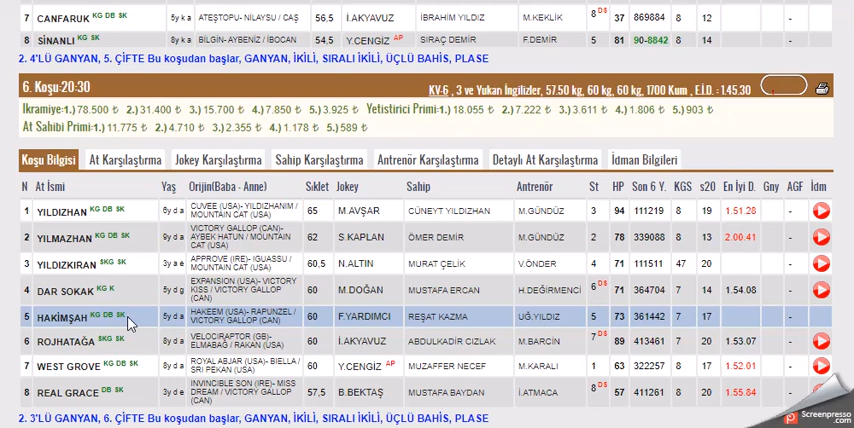 7 CANFARUK KG DB SK 5y k a ATEŞTOPU- NİLAYSU / CAŞ 56,5 İ.AKYAVUZ İBRAHİM YILDIZ M.KEKLİK 8 DS 37 869884 8 12 -
8 SİNANLI KG SK 8y k a BİLGİN- AYBENİZ / İBOCAN 54,5 Y.CENGİZ AP SIRAÇ DEMİR F.DEMİR 5 81 90-8842 8 14 -
2. 4'LÜ GANYAN, 5. ÇİFTE Bu koşudan başlar, GANYAN, İKİLİ, SIRALI İKİLİ, ÜÇLÜ BAHİS, PLASE
6. Koşu:20:30 KV-6 , 3 ve Yukarı İngilizler, 57.50 kg, 60 kg, 60 kg, 1700 Kum , E.İ.D. : 1.45.30
Ikramiye:1.) 78.500 ₺ 2.) 31.400 ₺ 3.) 15.700 ₺ 4.) 7.850 ₺ 5.) 3.925 ₺ Yetistirici Primi:1.) 18.055 ₺ 2.) 7.222 ₺ 3.) 3.611 ₺ 4.) 1.806 ₺ 5.) 903 ₺
At Sahibi Primi:1.) 11.775 ₺ 2.) 4.710 ₺ 3.) 2.355 ₺ 4.) 1.178 ₺ 5.) 589 ₺
Koşu Bilgisi At Karşılaştırma Jokey Karşılaştırma Sahip Karşılaştırma Antrenör Karşılaştırma Detaylı At Karşılaştırma İdman Bilgileri
N At İsmi Yaş Orijin(Baba - Anne) Sıklet Jokey Sahip Antrenör St HP Son 6 Y. KGS s20 En İyi D. Gny AGF İdm
1 YILDIZHAN KG DB SK 6y d a CUVEE (USA)- YILDIZHANIM / MOUNTAIN CAT (USA) 65 M.AVŞAR CÜNEYT YILDIZHAN M.GÜNDÜZ 3 94 111219 8 19 1.51.28 -
2 YILMAZHAN KG DB SK 9y d a VICTORY GALLOP (CAN)- AYBEK HATUN / MOUNTAIN CAT (USA) 62 S.KAPLAN ÖMER DEMİR M.GÜNDÜZ 2 78 339088 8 13 2.00.41 -
3 YILDIZKIRAN SKG SK 3y a e APPROVE (IRE)- IGUASSU / MOUNTAIN CAT (USA) 60,5 N.ALTIN MURAT ÇELİK V.ÖNDER 4 71 111511 47 20 -
4 DAR SOKAK KG K 5y d g EXPANSION (USA)- VICTORY KISS / VICTORY GALLOP (CAN) 60 M.DOĞAN MUSTAFA ERCAN H.DEĞİRMENCİ 6 DS 71 364704 7 14 1.54.08 -
5 HAKİMŞAH KG DB SK 5y d a HAKEEM (USA)- RAPUNZEL / VICTORY GALLOP (CAN) 60 F.YARDIMCI REŞAT KAZMA UĞ.YILDIZ 5 73 361442 7 17 -
6 ROJHATAĞA SKG SK 8y d a VELOCIRAPTOR (GB)- ELMABAĞI / RAKAN (USA) 60 İ.AKYAVUZ ABDULKADİR CIZLAK M.BARCİN 7 DS 89 413461 7 20 1.53.07 -
7 WEST GROVE KG DB SK 8y d a ROYAL ABJAR (USA)- BIELLA / SRI PEKAN (USA) 60 Y.CENGİZ AP MUZAFFER NECEF M.KARALI 1 63 322257 8 17 1.52.01 -
8 REAL GRACE DB SK 3y d e INVINCIBLE SON (IRE)- MISS DREAM / VICTORY GALLOP (CAN) 57,5 B.BEKTAŞ MUSTAFA BAYDAN İ.ATMACA 8 DS 57 411261 8 20 1.55.84 -
2. 3'LÜ GANYAN, 6. ÇİFTE Bu koşudan başlar, GANYAN, İKİLİ, SIRALI İKİLİ, ÜÇLÜ BAHİS, PLASE
Screenpresso
.com